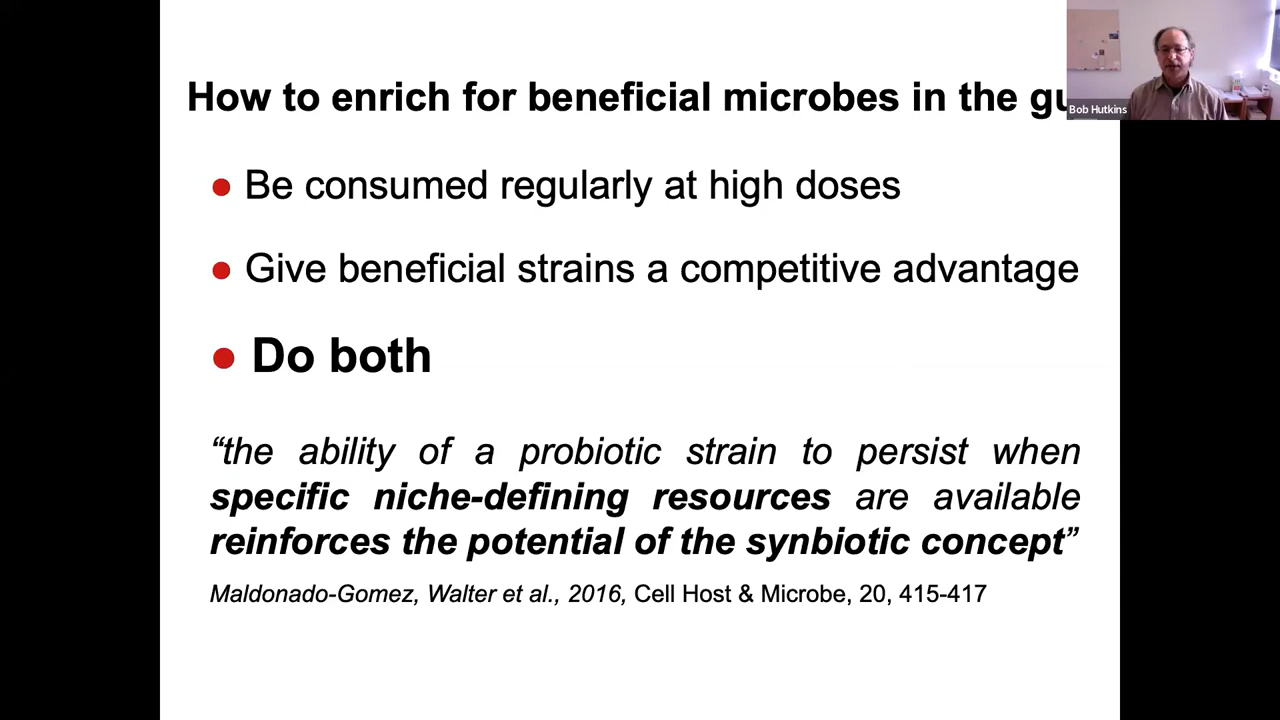 How to enrich for beneficial microbes in the gu
Bob Hutkins
● Be consumed regularly at high doses
● Give beneficial strains a competitive advantage
● Do both
“the ability of a probiotic strain to persist when
specific niche-defining resources are available
reinforces the potential of the synbiotic concept”
Maldonado-Gomez, Walter et al., 2016, Cell Host & Microbe, 20, 415-417